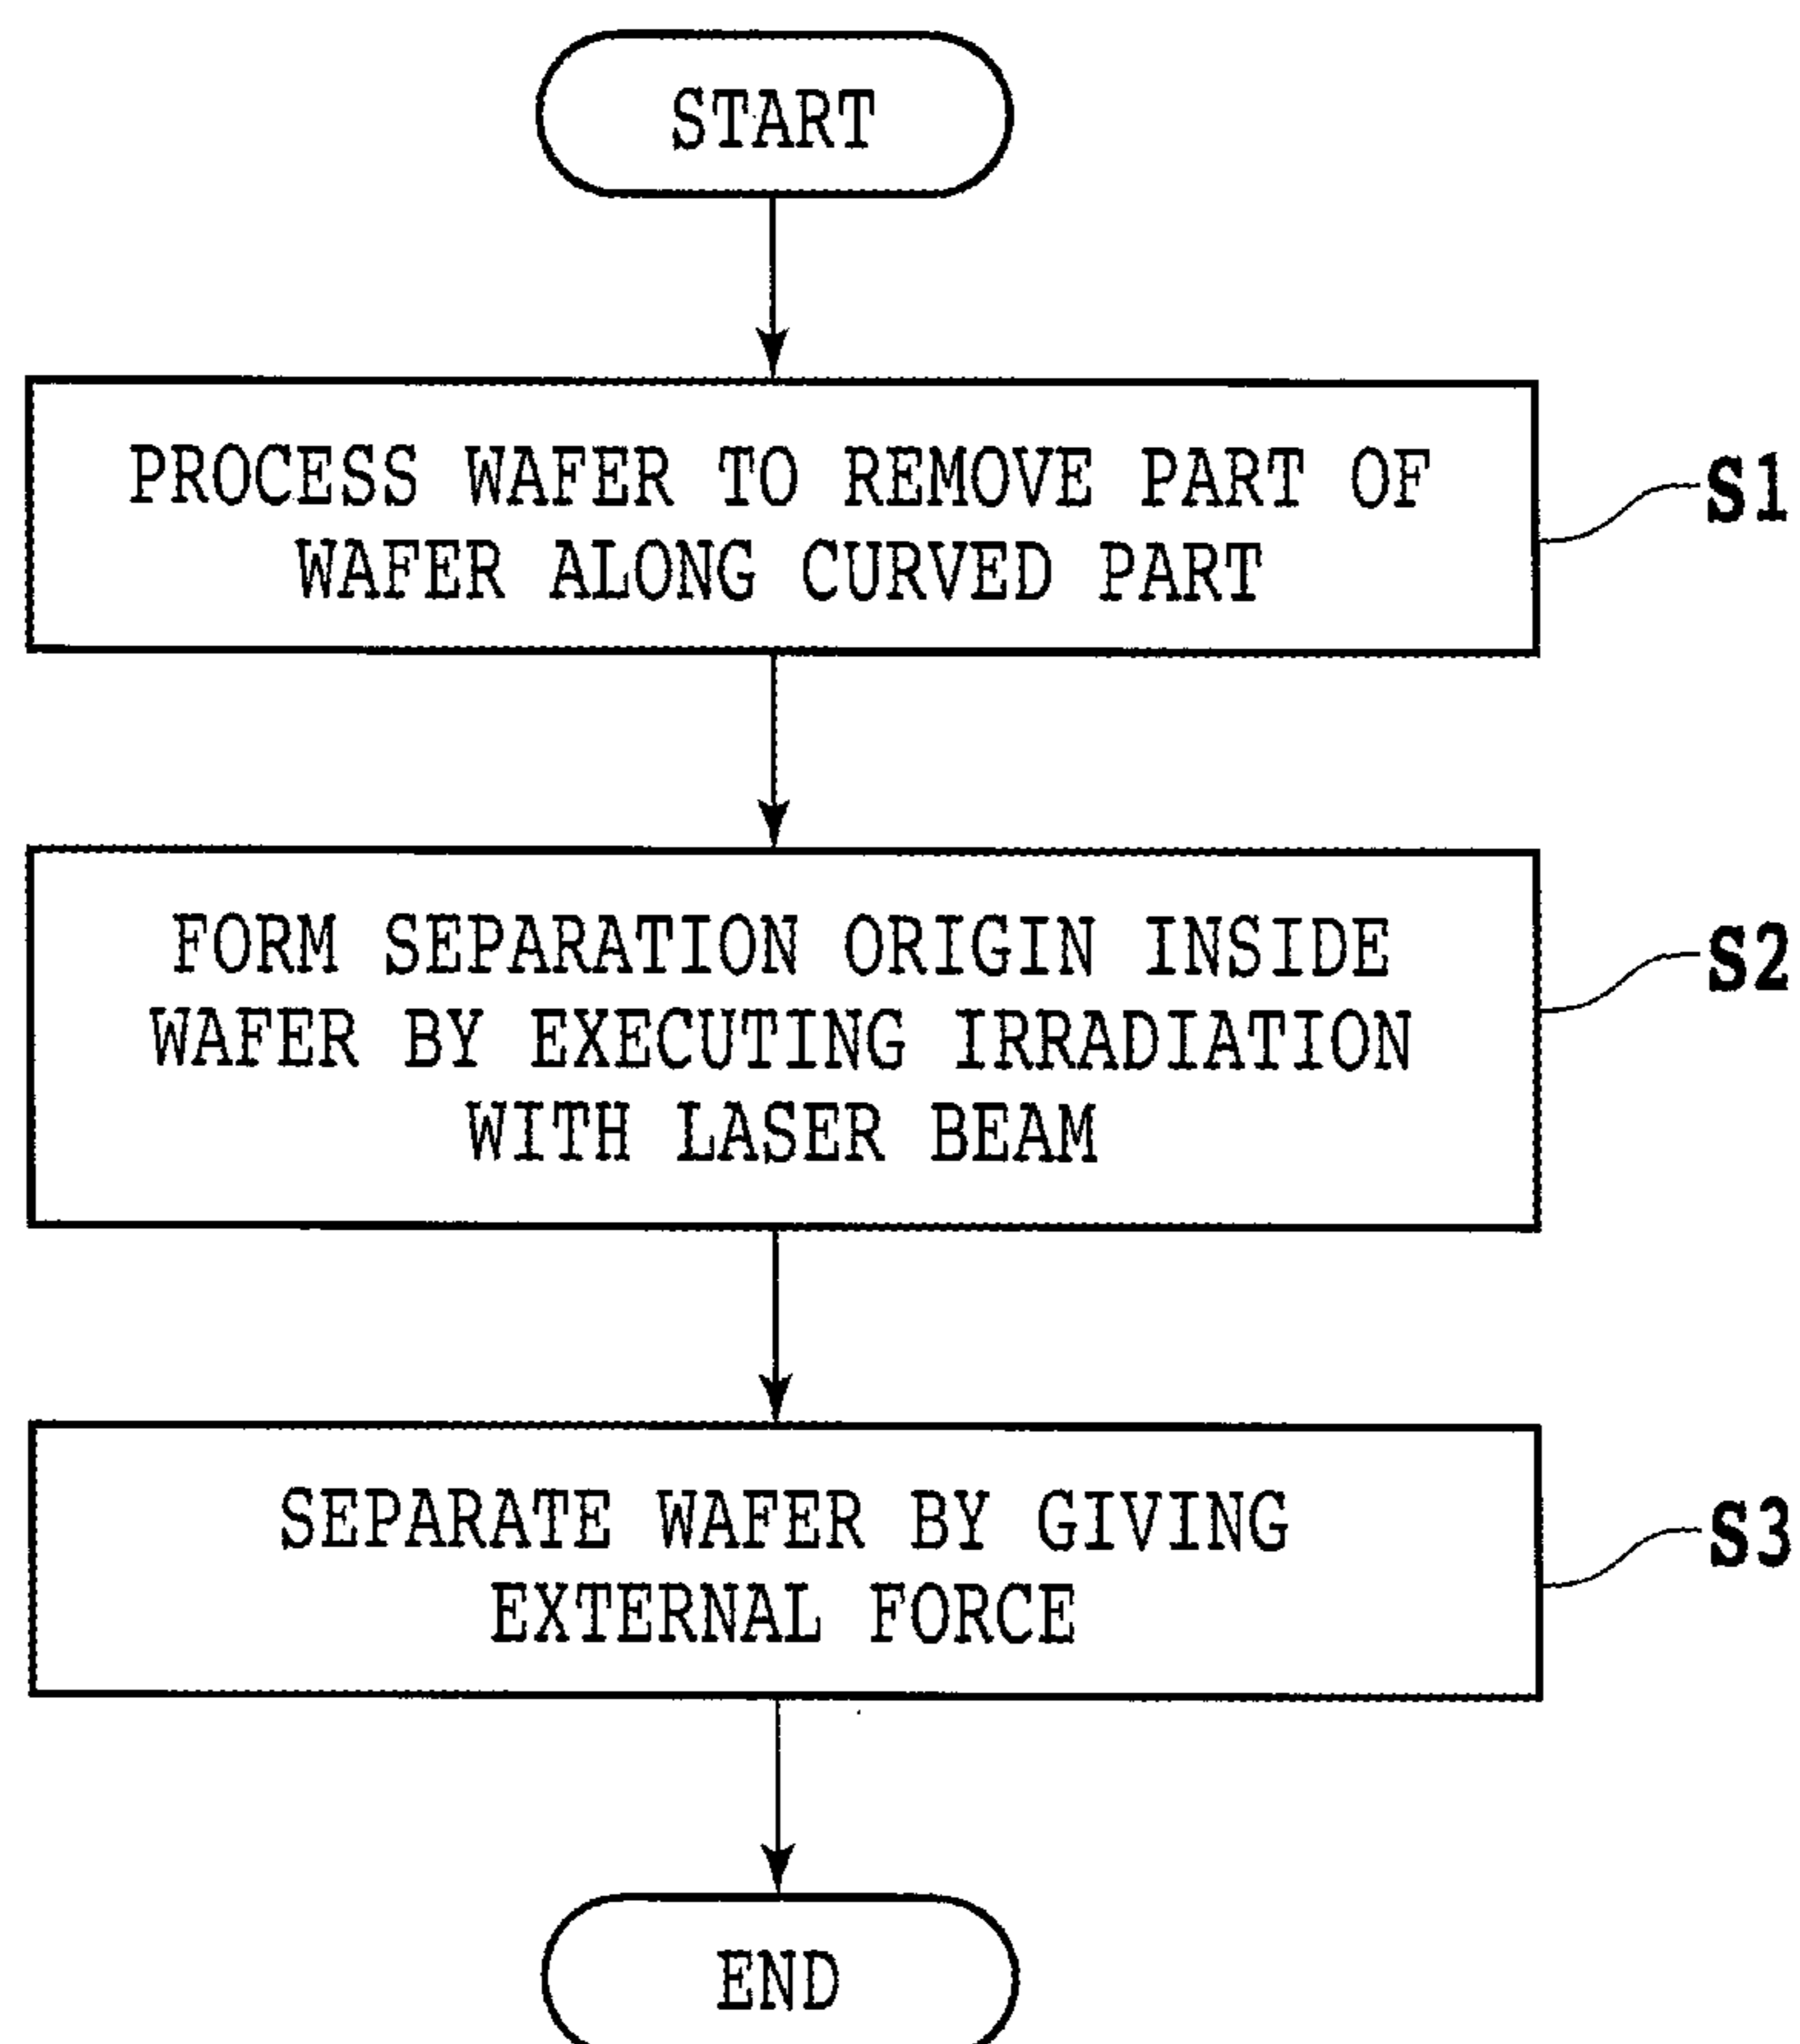 START
PROCESS WAFER TO REMOVE PART OF
WAFER ALONG CURVED PART
S1
FORM SEPARATION ORIGIN INSIDE
WAFER BY EXECUTING IRRADIATION
WITH LASER BEAM
S2
SEPARATE WAFER BY GIVING
EXTERNAL FORCE
S3
END